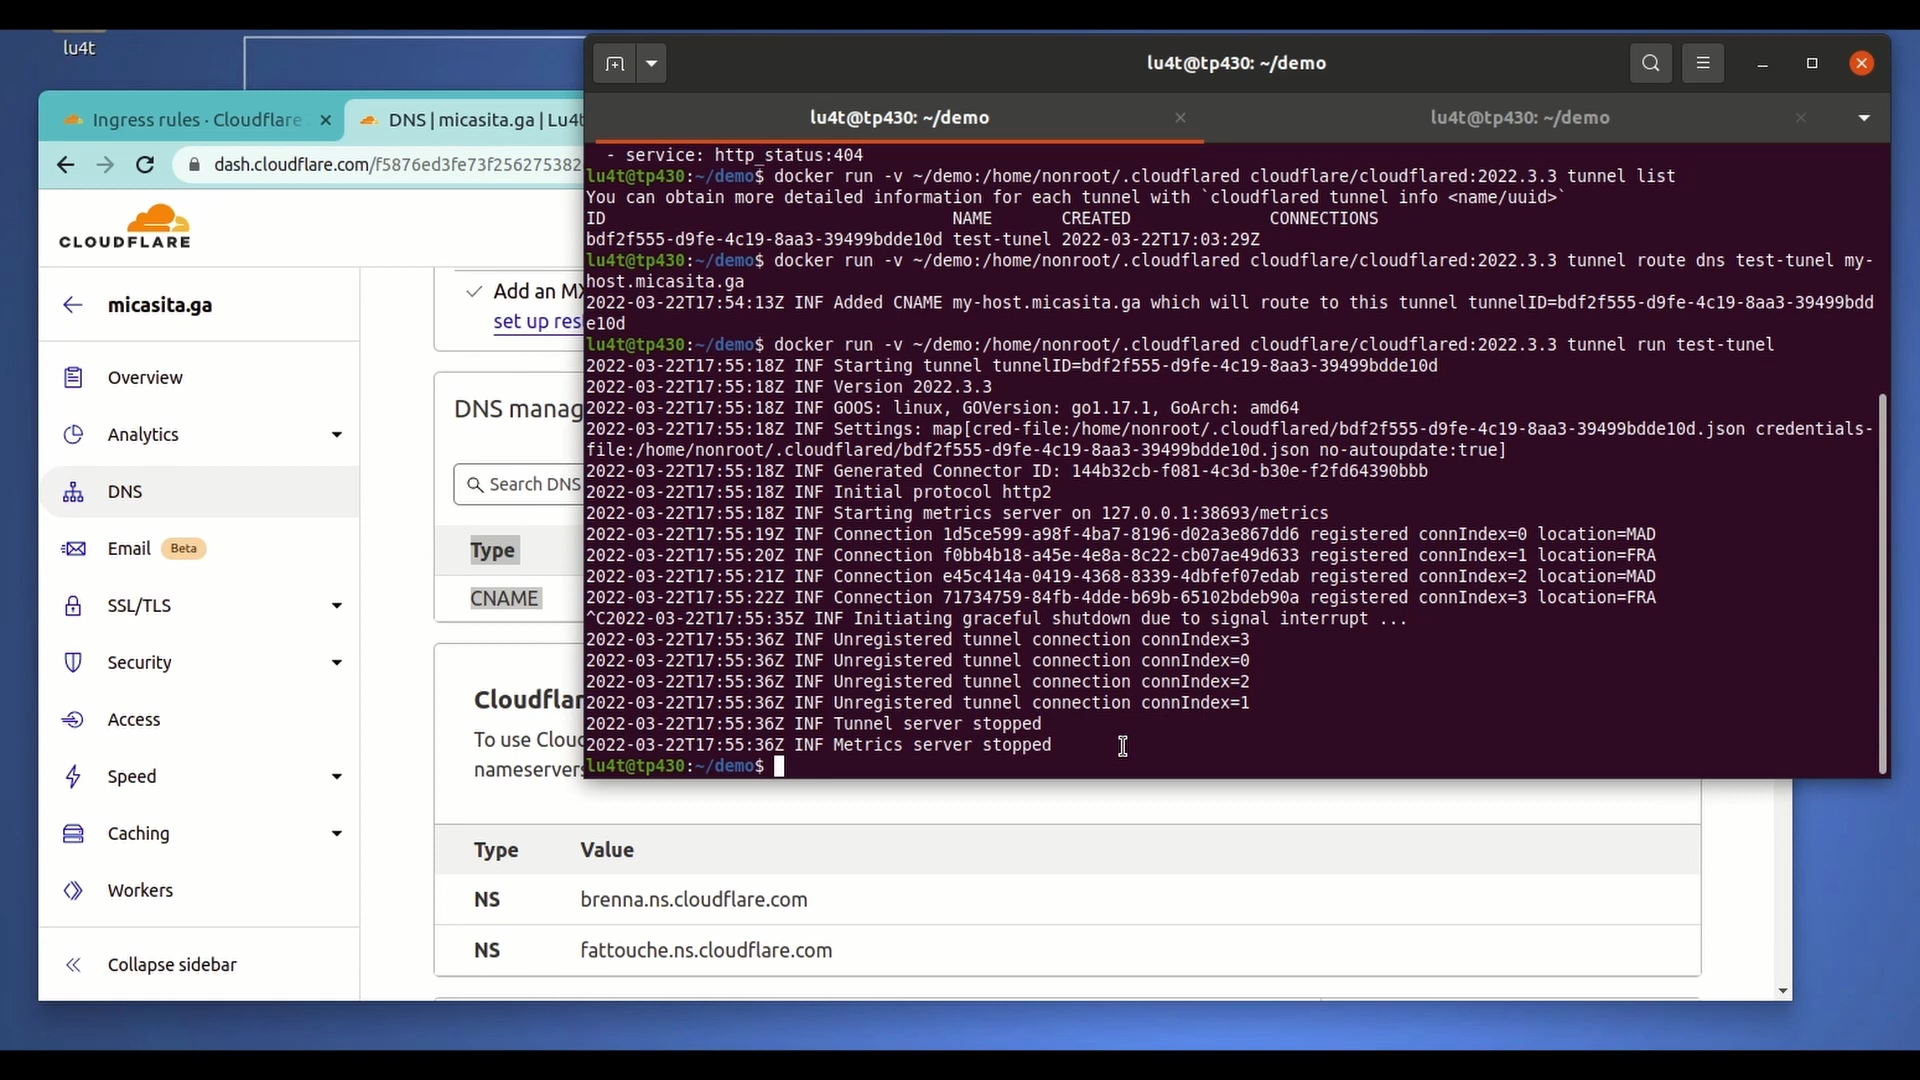 lu4t
lu4t@tp430: ~/demo
Ingress rules · Cloudflare
DNS | micasita.ga | Lu4t
lu4t@tp430: ~/demo
lu4t@tp430: ~/demo
dash.cloudflare.com/f5876ed3fe73f256275382
CLOUDFLARE
micasita.ga
Overview
Analytics
DNS
Email Beta
SSL/TLS
Security
Access
Speed
Caching
Workers
Collapse sidebar
Add an MX
set up res
DNS manag
Search DNS
Type
CNAME
Cloudflar
To use Clou
nameservers
Type Value
NS brenna.ns.cloudflare.com
NS fattouche.ns.cloudflare.com
- service: http_status:404
lu4t@tp430:~/demo$ docker run -v ~/demo:/home/nonroot/.cloudflared cloudflare/cloudflared:2022.3.3 tunnel list
You can obtain more detailed information for each tunnel with `cloudflared tunnel info <name/uuid>`
ID NAME CREATED CONNECTIONS
bdf2f555-d9fe-4c19-8aa3-39499bdde10d test-tunel 2022-03-22T17:03:29Z
lu4t@tp430:~/demo$ docker run -v ~/demo:/home/nonroot/.cloudflared cloudflare/cloudflared:2022.3.3 tunnel route dns test-tunel my-
host.micasita.ga
2022-03-22T17:54:13Z INF Added CNAME my-host.micasita.ga which will route to this tunnel tunnelID=bdf2f555-d9fe-4c19-8aa3-39499bdd
e10d
lu4t@tp430:~/demo$ docker run -v ~/demo:/home/nonroot/.cloudflared cloudflare/cloudflared:2022.3.3 tunnel run test-tunel
2022-03-22T17:55:18Z INF Starting tunnel tunnelID=bdf2f555-d9fe-4c19-8aa3-39499bdde10d
2022-03-22T17:55:18Z INF Version 2022.3.3
2022-03-22T17:55:18Z INF GOOS: linux, GOVersion: go1.17.1, GoArch: amd64
2022-03-22T17:55:18Z INF Settings: map[cred-file:/home/nonroot/.cloudflared/bdf2f555-d9fe-4c19-8aa3-39499bdde10d.json credentials-
file:/home/nonroot/.cloudflared/bdf2f555-d9fe-4c19-8aa3-39499bdde10d.json no-autoupdate:true]
2022-03-22T17:55:18Z INF Generated Connector ID: 144b32cb-f081-4c3d-b30e-f2fd64390bbb
2022-03-22T17:55:18Z INF Initial protocol http2
2022-03-22T17:55:18Z INF Starting metrics server on 127.0.0.1:38693/metrics
2022-03-22T17:55:19Z INF Connection 1d5ce599-a98f-4ba7-8196-d02a3e867dd6 registered connIndex=0 location=MAD
2022-03-22T17:55:20Z INF Connection f0bb4b18-a45e-4e8a-8c22-cb07ae49d633 registered connIndex=1 location=FRA
2022-03-22T17:55:21Z INF Connection e45c414a-0419-4368-8339-4dbfef07edab registered connIndex=2 location=MAD
2022-03-22T17:55:22Z INF Connection 71734759-84fb-4dde-b69b-65102bdeb90a registered connIndex=3 location=FRA
^C2022-03-22T17:55:35Z INF Initiating graceful shutdown due to signal interrupt ...
2022-03-22T17:55:36Z INF Unregistered tunnel connection connIndex=3
2022-03-22T17:55:36Z INF Unregistered tunnel connection connIndex=0
2022-03-22T17:55:36Z INF Unregistered tunnel connection connIndex=2
2022-03-22T17:55:36Z INF Unregistered tunnel connection connIndex=1
2022-03-22T17:55:36Z INF Tunnel server stopped
2022-03-22T17:55:36Z INF Metrics server stopped
lu4t@tp430:~/demo$